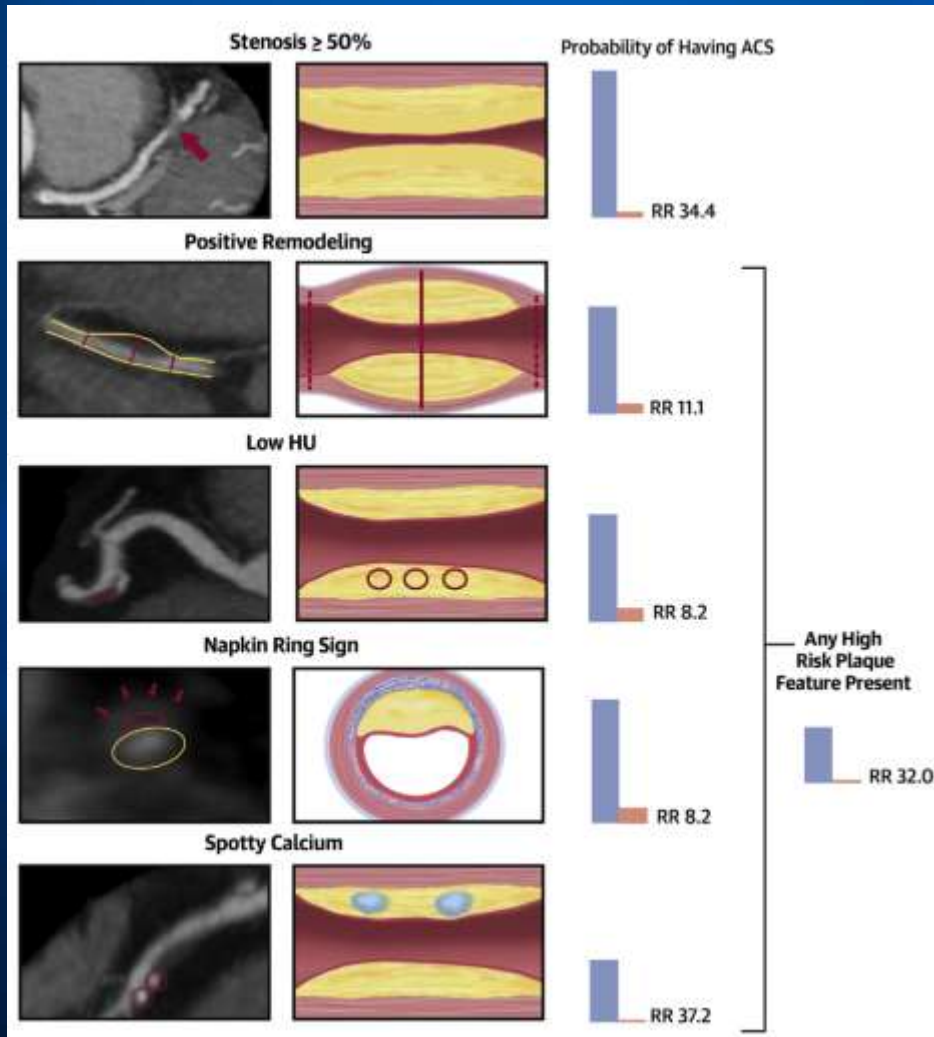 Stenosis ≥ 50%
Probability of Having ACS
RR 34.4
Positive Remodeling
RR 11.1
Low HU
RR 8.2
Napkin Ring Sign
RR 8.2
Any High
Risk Plaque
Feature Present
RR 32.0
Spotty Calcium
RR 37.2